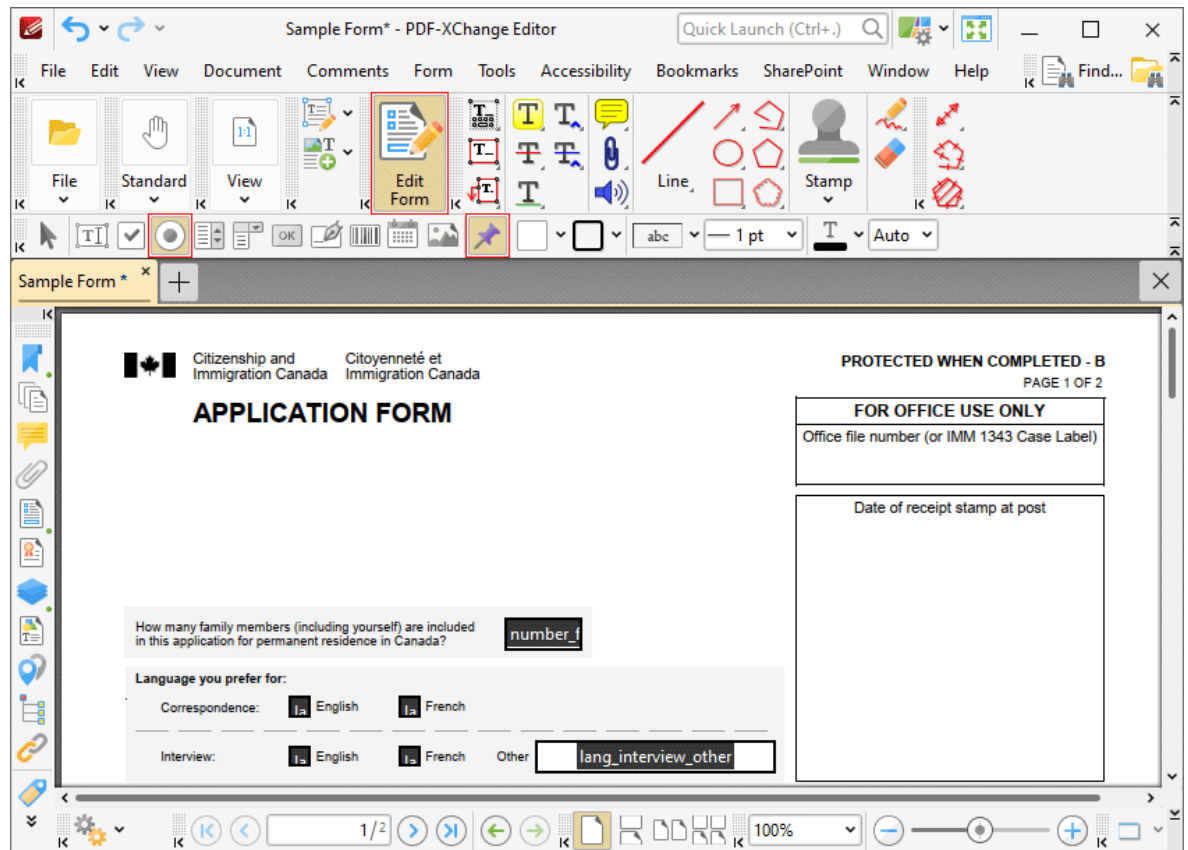 Sample Form* - PDF-XChange Editor
Quick Launch (Ctrl+.)
File Edit View Document Comments Form Tools Accessibility Bookmarks SharePoint Window Help Find...
File Standard View Edit Form Line Stamp
OK abc 1 pt T Auto
Sample Form *
Citizenship and Citoyenneté et
Immigration Canada Immigration Canada
PROTECTED WHEN COMPLETED - B
PAGE 1 OF 2
APPLICATION FORM
FOR OFFICE USE ONLY
Office file number (or IMM 1343 Case Label)
Date of receipt stamp at post
How many family members (including yourself) are included
in this application for permanent residence in Canada?
number_f
Language you prefer for:
Correspondence: la English la French
Interview: la English la French Other lang_interview_other
1/2 100%